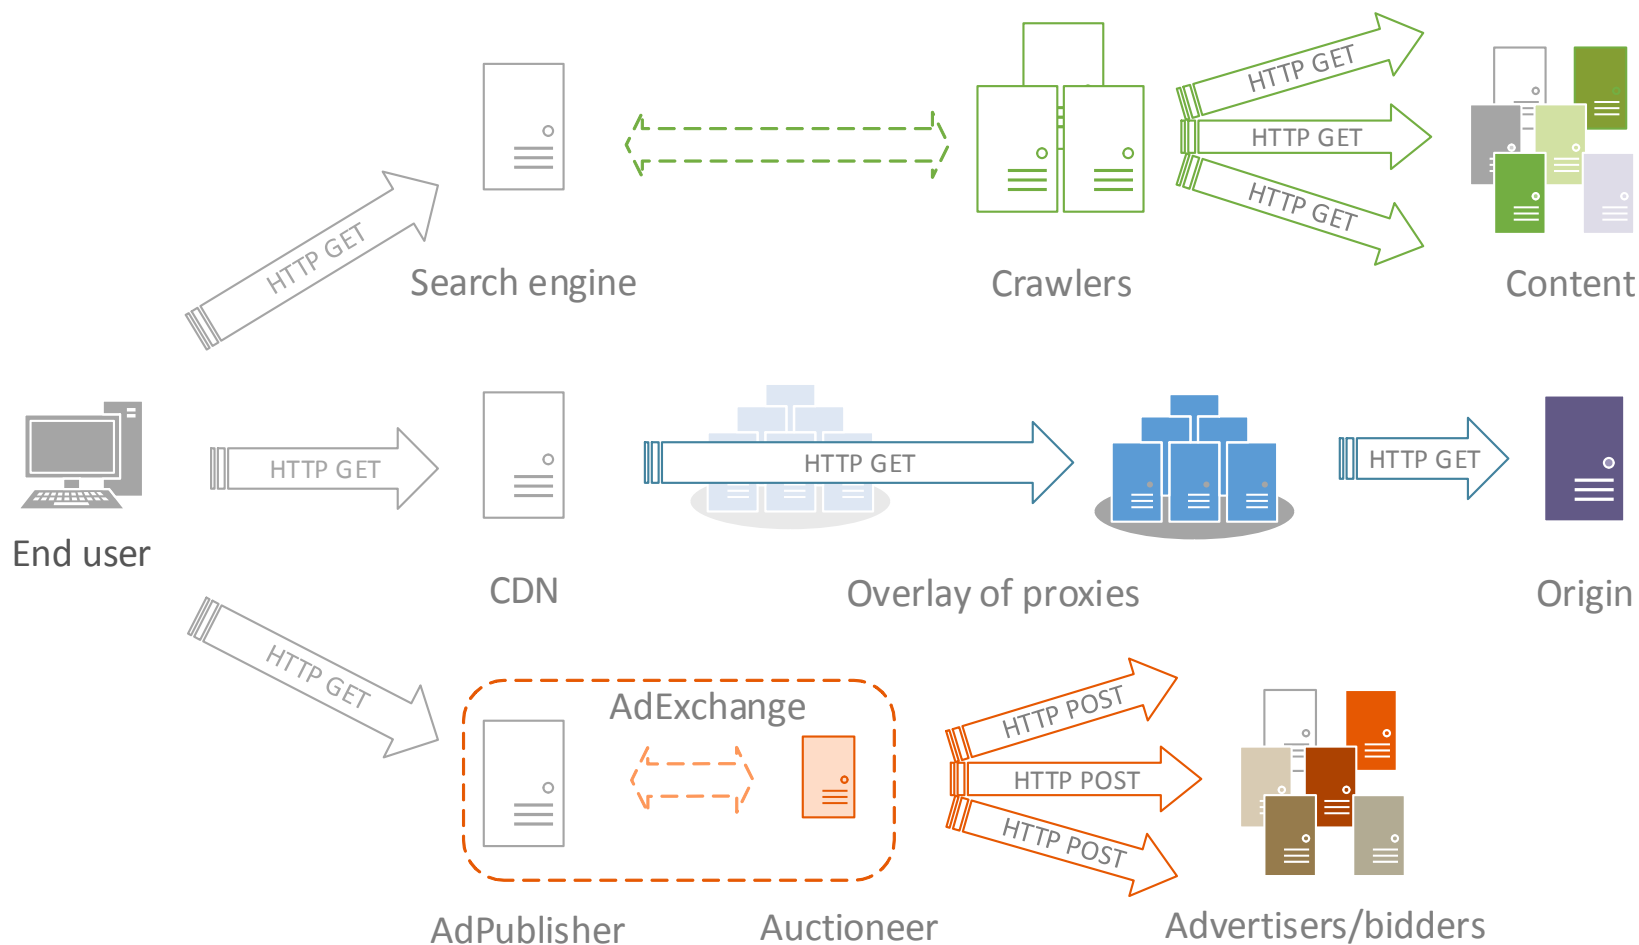 HTTP GET
HTTP GET
HTTP GET
HTTP GET
Search engine
Crawlers
Content
HTTP GET
HTTP GET
HTTP GET
End user
CDN
Overlay of proxies
Origin
HTTP GET
AdExchange
HTTP POST
HTTP POST
HTTP POST
AdPublisher
Auctioneer
Advertisers/bidders